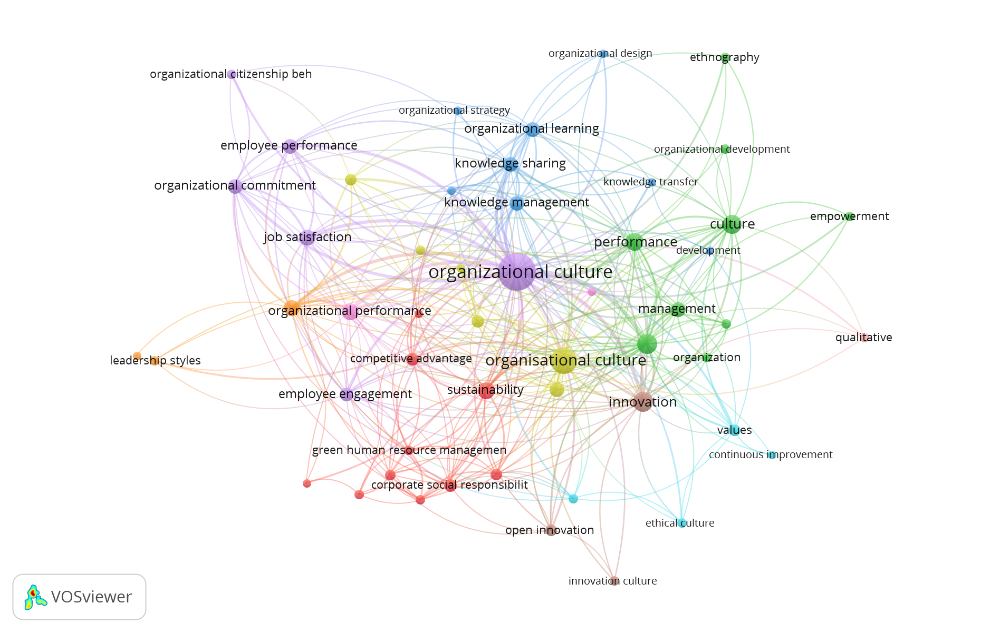 organizational design
ethnography
organizational citizenship beh
organizational strategy
organizational learning
employee performance
organizational development
knowledge sharing
knowledge transfer
organizational commitment
knowledge management
empowerment
culture
job satisfaction
performance
development
organizational culture
organizational performance
management
qualitative
leadership styles
competitive advantage
organisational culture
organization
employee engagement
sustainability
innovation
values
green human resource managemen
continuous improvement
corporate social responsibilit
ethical culture
open innovation
innovation culture
VOSviewer